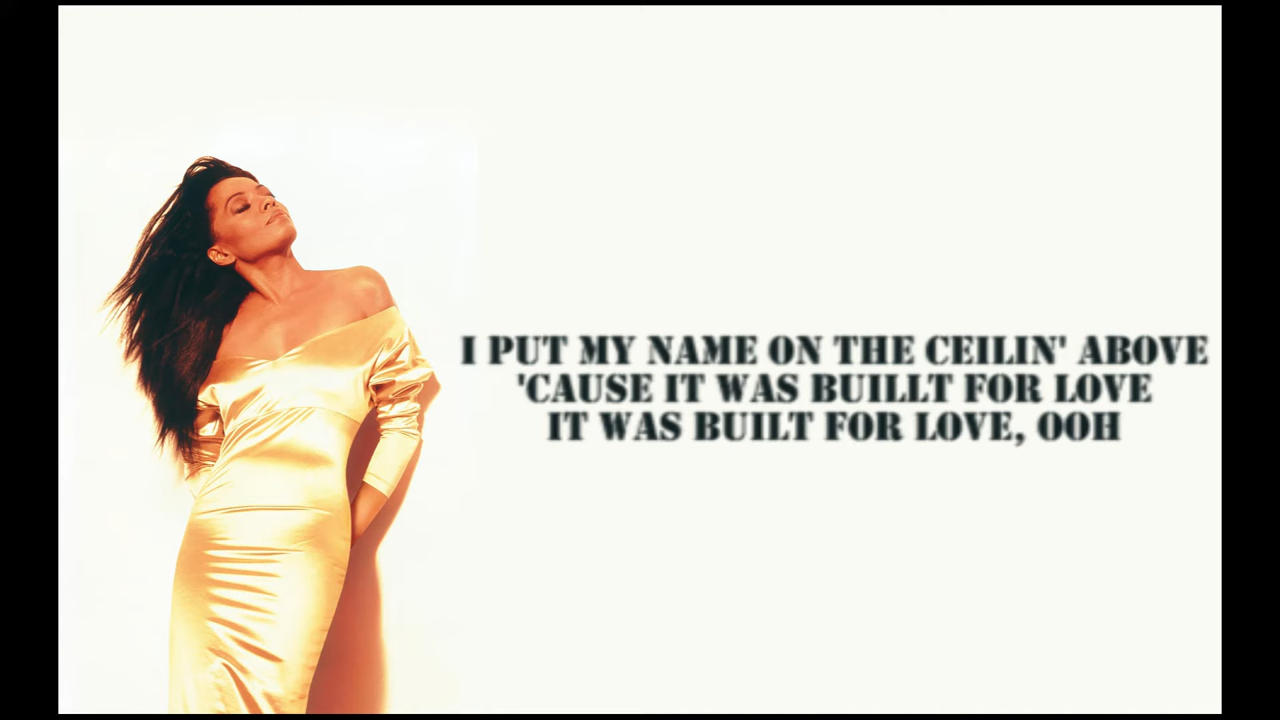 I PUT MY NAME ON THE CEILIN' ABOVE
'CAUSE IT WAS BUILLT FOR LOVE
IT WAS BUILT FOR LOVE, OOH